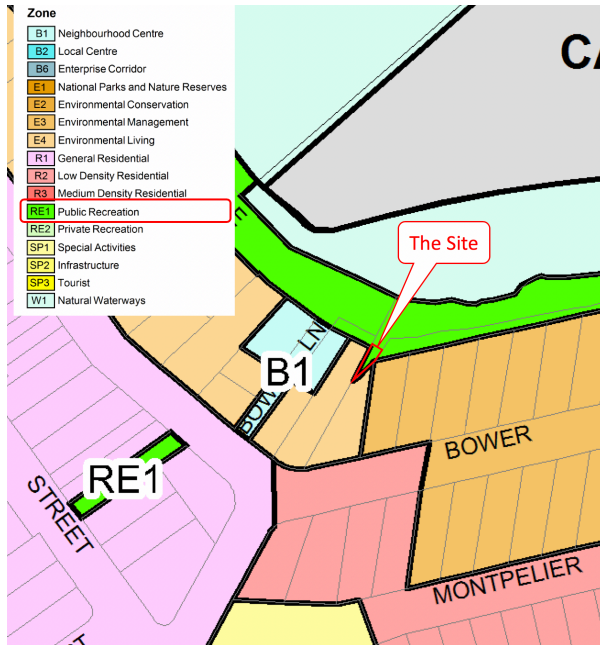 Zone
B1 Neighbourhood Centre
B2 Local Centre
B6 Enterprise Corridor
E1 National Parks and Nature Reserves
E2 Environmental Conservation
E3 Environmental Management
E4 Environmental Living
R1 General Residential
R2 Low Density Residential
R3 Medium Density Residential
RE1 Public Recreation
RE2 Private Recreation
SP1 Special Activities
SP2 Infrastructure
SP3 Tourist
W1 Natural Waterways
CA
E
The Site
LN
B1
BOW
BOWER
RE1
STREET
MONTPELIER